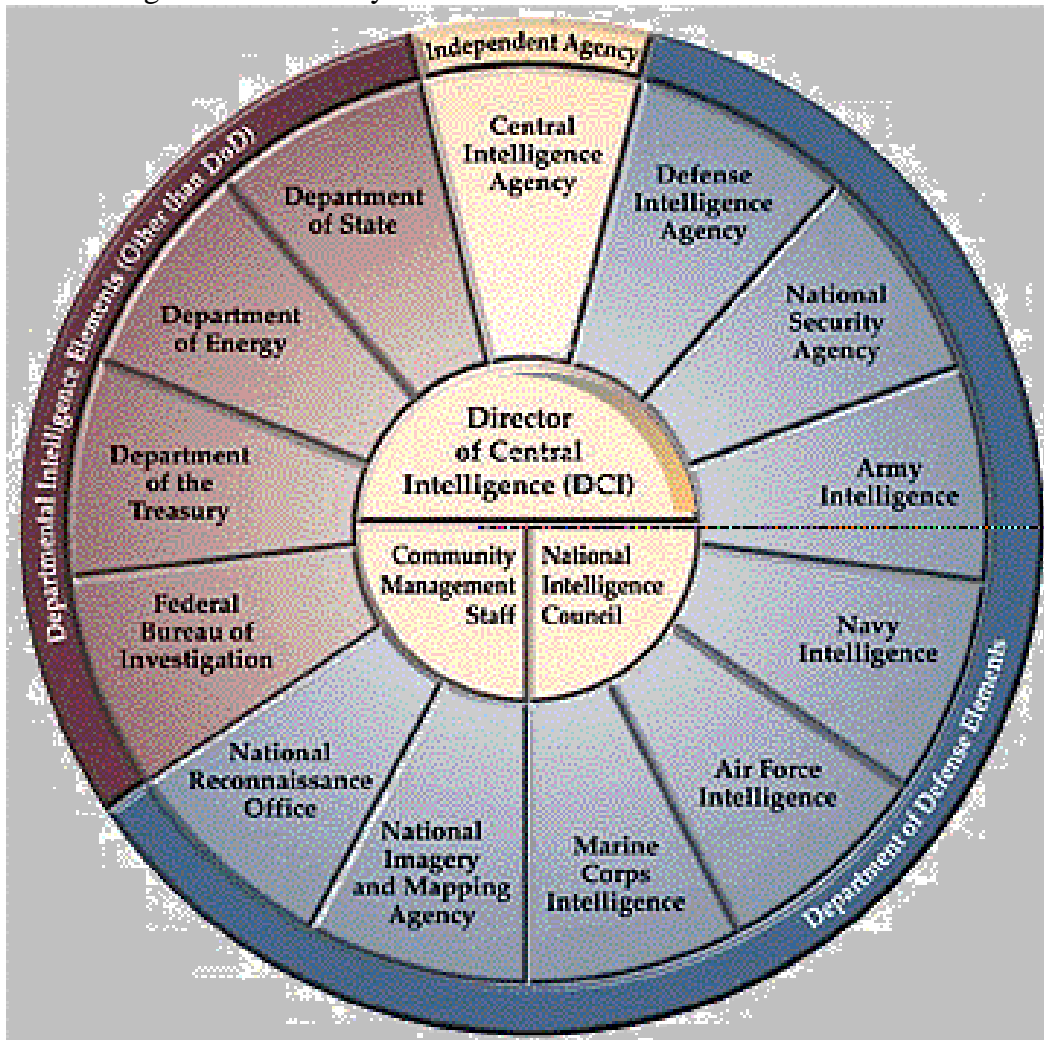 Independent Agency
Central
Intelligence
Agency
Defense
Intelligence
Agency
National
Security
Agency
Army
Intelligence
Navy
Intelligence
Air Force
Intelligence
Marine
Corps
Intelligence
National
Imagery
and Mapping
Agency
National
Reconnaissance
Office
Federal
Bureau of
Investigation
Department
of the
Treasury
Department
of Energy
Department
of State
Director
of Central
Intelligence (DCI)
Community
Management
Staff
National
Intelligence
Council
Departmental Intelligence Elements (Other than DoD)
Department of Defense Elements